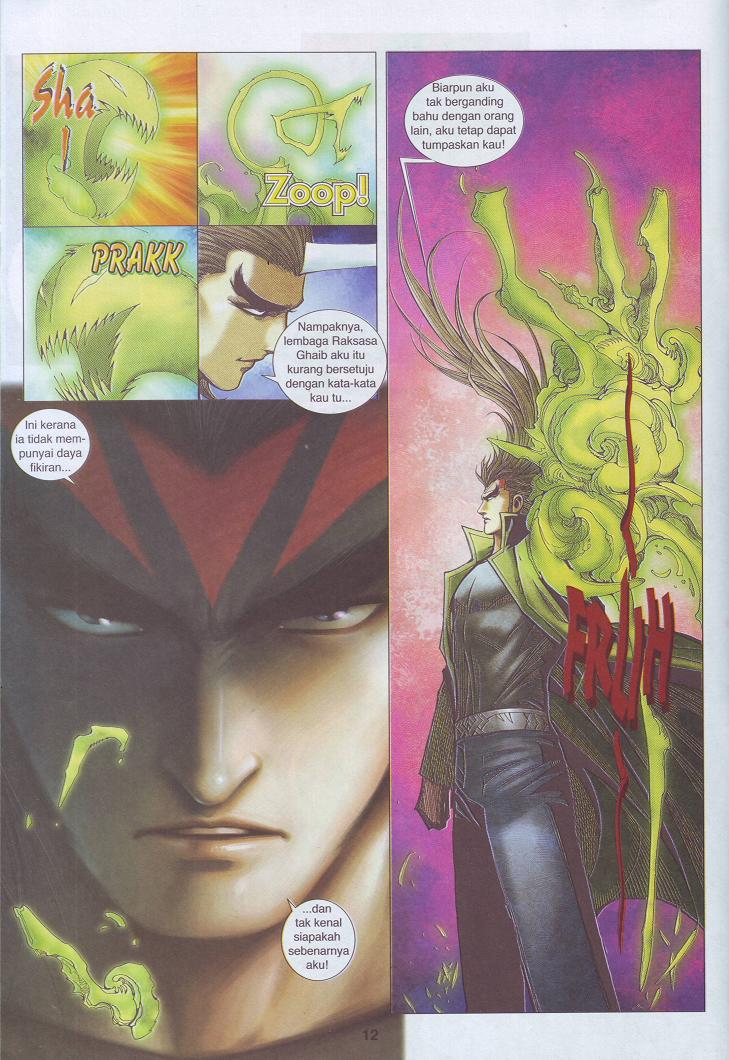 Sha
!
Zoop!
PRAKK
Nampaknya,
lembaga Raksasa
Ghaib aku itu
kurang bersetuju
dengan kata-kata
kau tu...
Ini kerana
ia tidak mem-
punyai daya
fikiran...
...dan
tak kenal
siapakah
sebenarnya
aku!
Biarpun aku
tak berganding
bahu dengan orang
lain, aku tetap dapat
tumpaskan kau!
FRUH
12